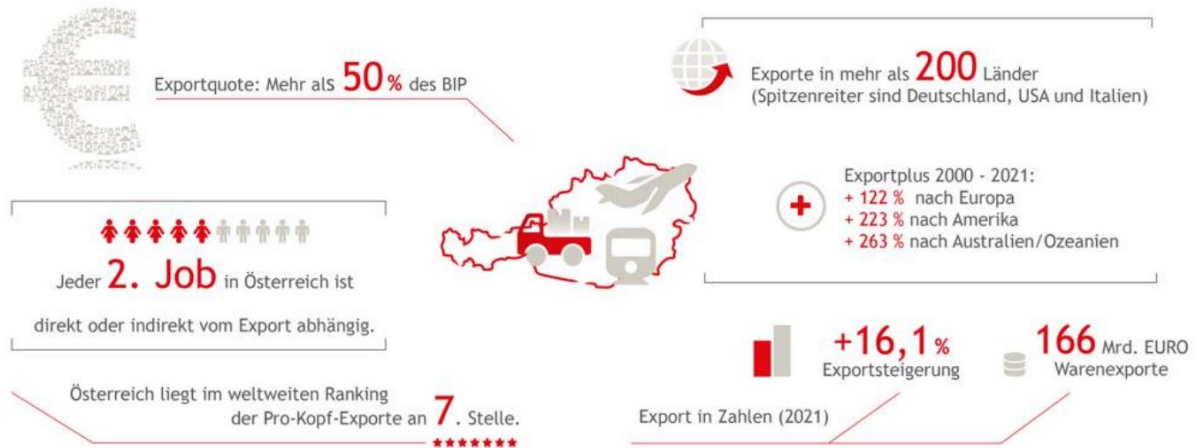 Exportquote: Mehr als 50% des BIP
Exporte in mehr als 200 Länder
(Spitzenreiter sind Deutschland, USA und Italien)
Exportplus 2000 - 2021:
+ 122 % nach Europa
+ 223 % nach Amerika
+ 263 % nach Australien/Ozeanien
Jeder 2. Job in Österreich ist
direkt oder indirekt vom Export abhängig.
Österreich liegt im weltweiten Ranking
der Pro-Kopf-Exporte an 7. Stelle.
Export in Zahlen (2021)
+16,1%
Exportsteigerung
166 Mrd. EURO
Warenexporte